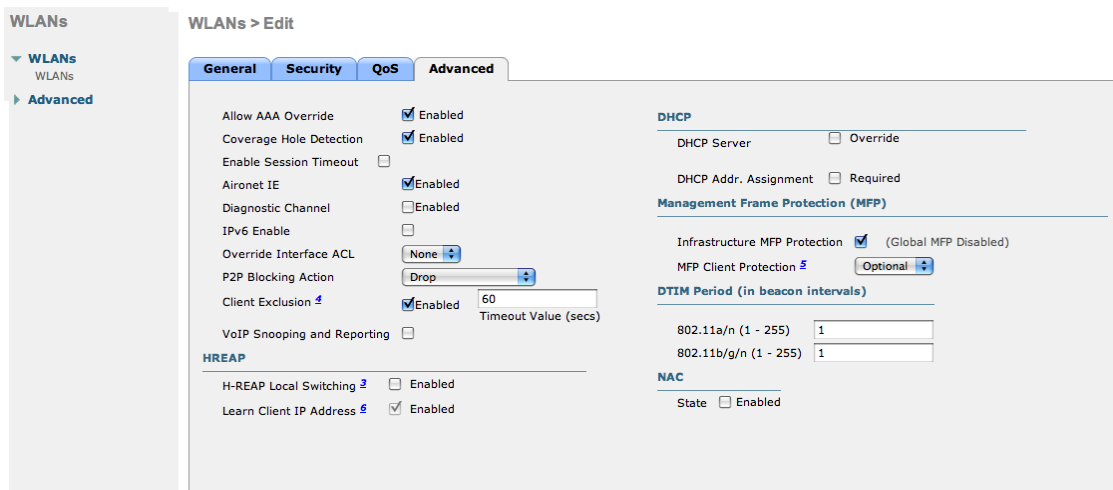 WLANs
WLANs
WLANs
Advanced
WLANs > Edit
General Security QoS Advanced
Allow AAA Override Enabled
Coverage Hole Detection Enabled
Enable Session Timeout
Aironet IE Enabled
Diagnostic Channel Enabled
IPv6 Enable
Override Interface ACL None
P2P Blocking Action Drop
Client Exclusion 4 Enabled 60
Timeout Value (secs)
VoIP Snooping and Reporting
HREAP
H-REAP Local Switching 3 Enabled
Learn Client IP Address 6 Enabled
DHCP
DHCP Server Override
DHCP Addr. Assignment Required
Management Frame Protection (MFP)
Infrastructure MFP Protection (Global MFP Disabled)
MFP Client Protection 5 Optional
DTIM Period (in beacon intervals)
802.11a/n (1 - 255) 1
802.11b/g/n (1 - 255) 1
NAC
State Enabled